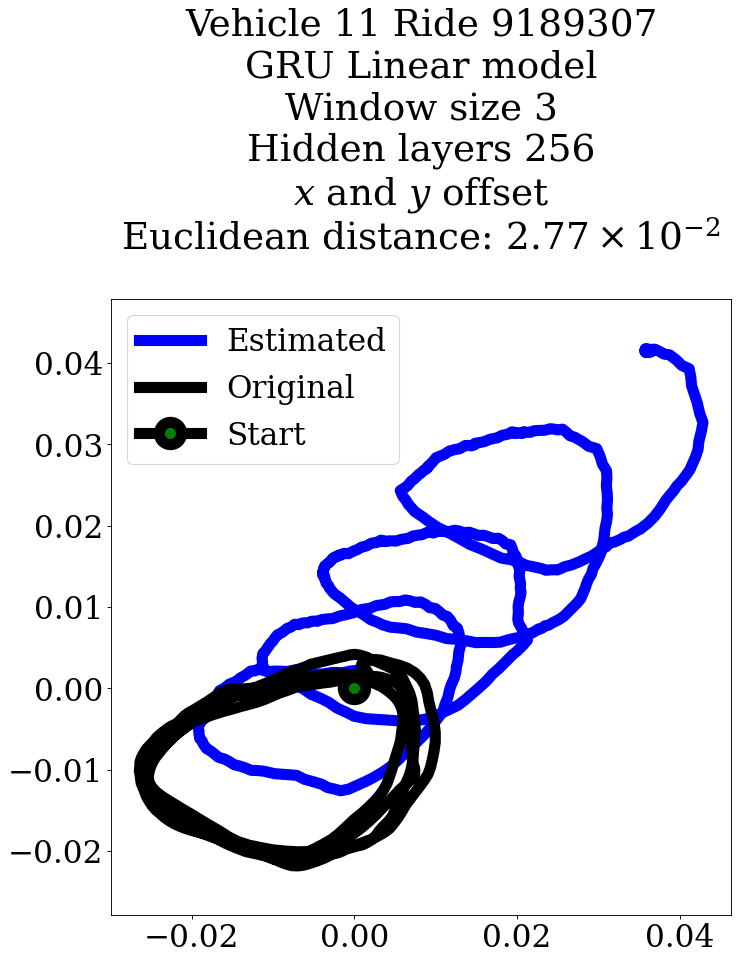 Vehicle 11 Ride 9189307
GRU Linear model
Window size 3
Hidden layers 256
x and y offset
Euclidean distance: 2.77 × 10⁻²
Estimated
Original
Start
0.04
0.03
0.02
0.01
0.00
−0.01
−0.02
−0.02 0.00 0.02 0.04